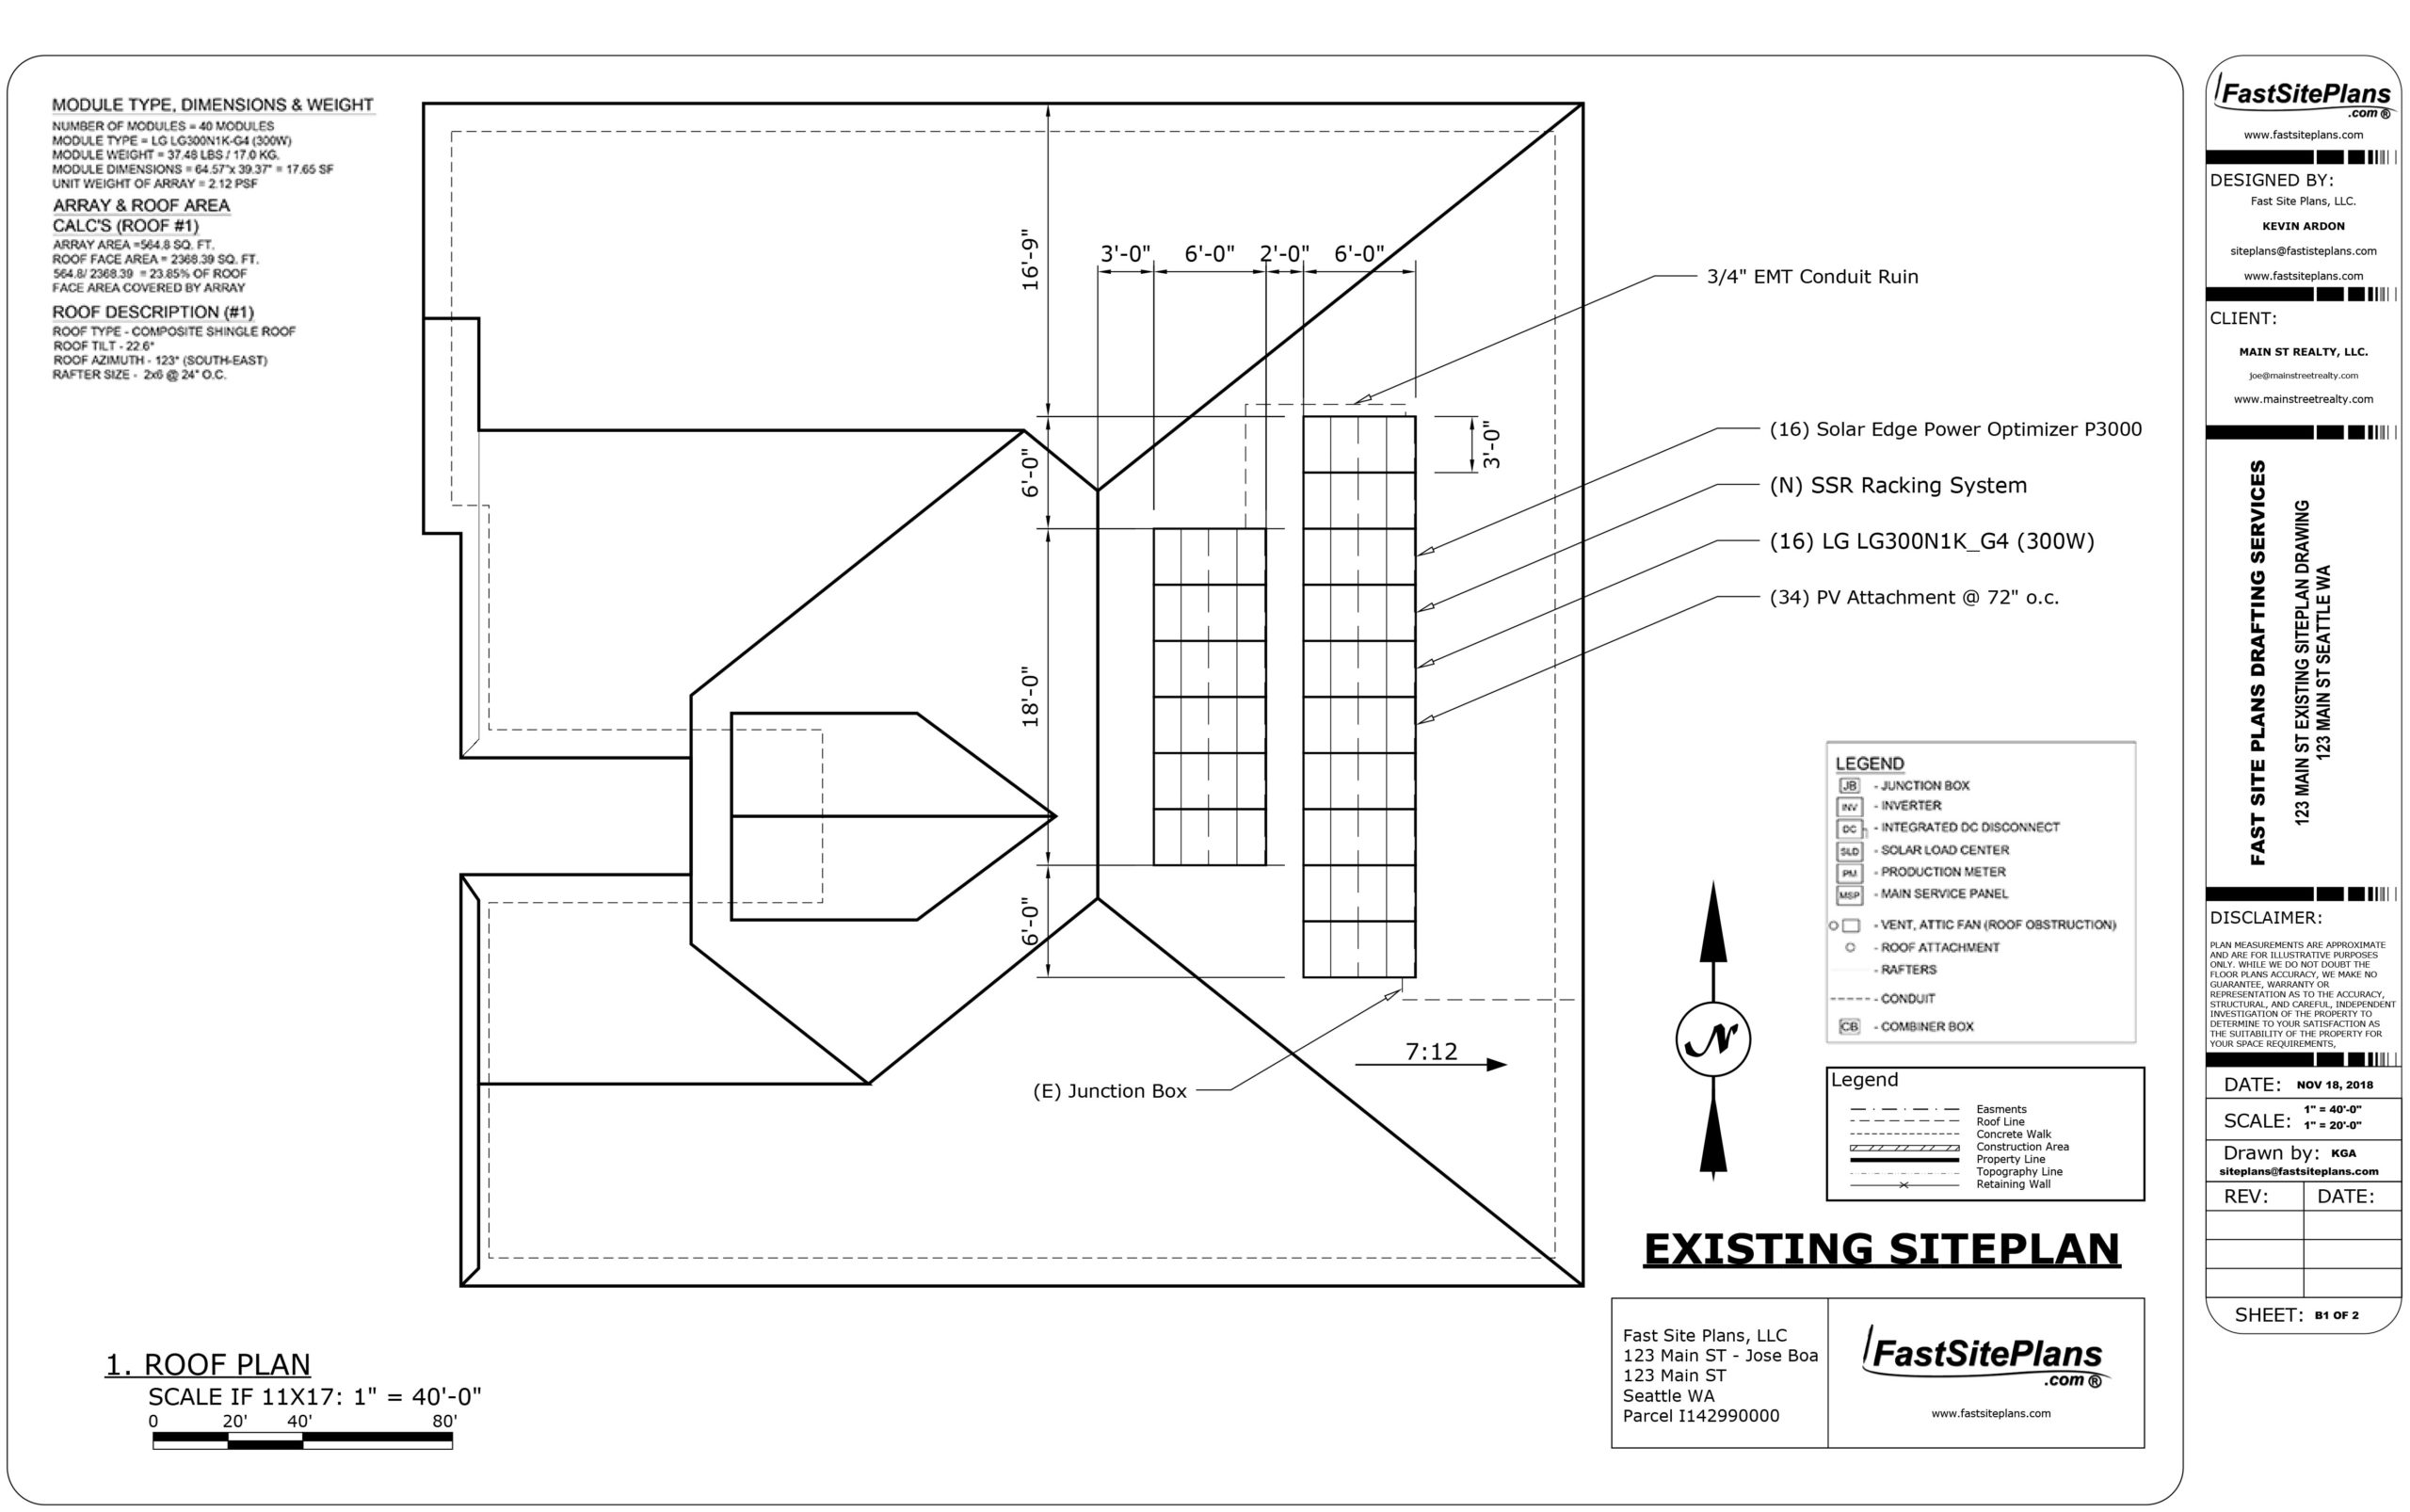 MODULE TYPE, DIMENSIONS & WEIGHT
NUMBER OF MODULES = 40 MODULES
MODULE TYPE = LG LG300N1K-G4 (300W)
MODULE WEIGHT = 37.48 LBS / 17.0 KG.
MODULE DIMENSIONS = 64.57"x 39.37" = 17.65 SF
UNIT WEIGHT OF ARRAY = 2.12 PSF
ARRAY & ROOF AREA
CALC'S (ROOF #1)
ARRAY AREA =564.8 SQ. FT.
ROOF FACE AREA = 2368.39 SQ. FT.
564.8/ 2368.39 = 23.85% OF ROOF
FACE AREA COVERED BY ARRAY
ROOF DESCRIPTION (#1)
ROOF TYPE - COMPOSITE SHINGLE ROOF
ROOF TILT - 22.6°
ROOF AZIMUTH - 123° (SOUTH-EAST)
RAFTER SIZE - 2x6 @ 24" O.C.
16'-9"
3'-0"
6'-0"
2'-0"
6'-0"
3'-0"
6'-0"
18'-0"
6'-0"
3/4" EMT Conduit Ruin
(16) Solar Edge Power Optimizer P3000
(N) SSR Racking System
(16) LG LG300N1K_G4 (300W)
(34) PV Attachment @ 72" o.c.
(E) Junction Box
7:12
N
LEGEND
JB - JUNCTION BOX
INV - INVERTER
DC - INTEGRATED DC DISCONNECT
SLD - SOLAR LOAD CENTER
PM - PRODUCTION METER
MSP - MAIN SERVICE PANEL
- VENT, ATTIC FAN (ROOF OBSTRUCTION)
- ROOF ATTACHMENT
- RAFTERS
- CONDUIT
CB - COMBINER BOX
Legend
Easments
Roof Line
Concrete Walk
Construction Area
Property Line
Topography Line
Retaining Wall
EXISTING SITEPLAN
Fast Site Plans, LLC
123 Main ST - Jose Boa
123 Main ST
Seattle WA
Parcel I142990000
FastSitePlans
.com ®
www.fastsiteplans.com
1. ROOF PLAN
SCALE IF 11X17: 1" = 40'-0"
0 20' 40' 80'
FastSitePlans
.com ®
www.fastsiteplans.com
DESIGNED BY:
Fast Site Plans, LLC.
KEVIN ARDON
siteplans@fastisteplans.com
www.fastsiteplans.com
CLIENT:
MAIN ST REALTY, LLC.
joe@mainstreetrealty.com
www.mainstreetrealty.com
FAST SITE PLANS DRAFTING SERVICES
123 MAIN ST EXISTING SITEPLAN DRAWING
123 MAIN ST SEATTLE WA
DISCLAIMER:
PLAN MEASUREMENTS ARE APPROXIMATE
AND ARE FOR ILLUSTRATIVE PURPOSES
ONLY. WHILE WE DO NOT DOUBT THE
FLOOR PLANS ACCURACY, WE MAKE NO
GUARANTEE, WARRANTY OR
REPRESENTATION AS TO THE ACCURACY,
STRUCTURAL, AND CAREFUL, INDEPENDENT
INVESTIGATION OF THE PROPERTY TO
DETERMINE TO YOUR SATISFACTION AS
THE SUITABILITY OF THE PROPERTY FOR
YOUR SPACE REQUIREMENTS,
DATE: NOV 18, 2018
SCALE: 1" = 40'-0"
1" = 20'-0"
Drawn by: KGA
siteplans@fastsiteplans.com
REV: DATE:
SHEET: B1 OF 2